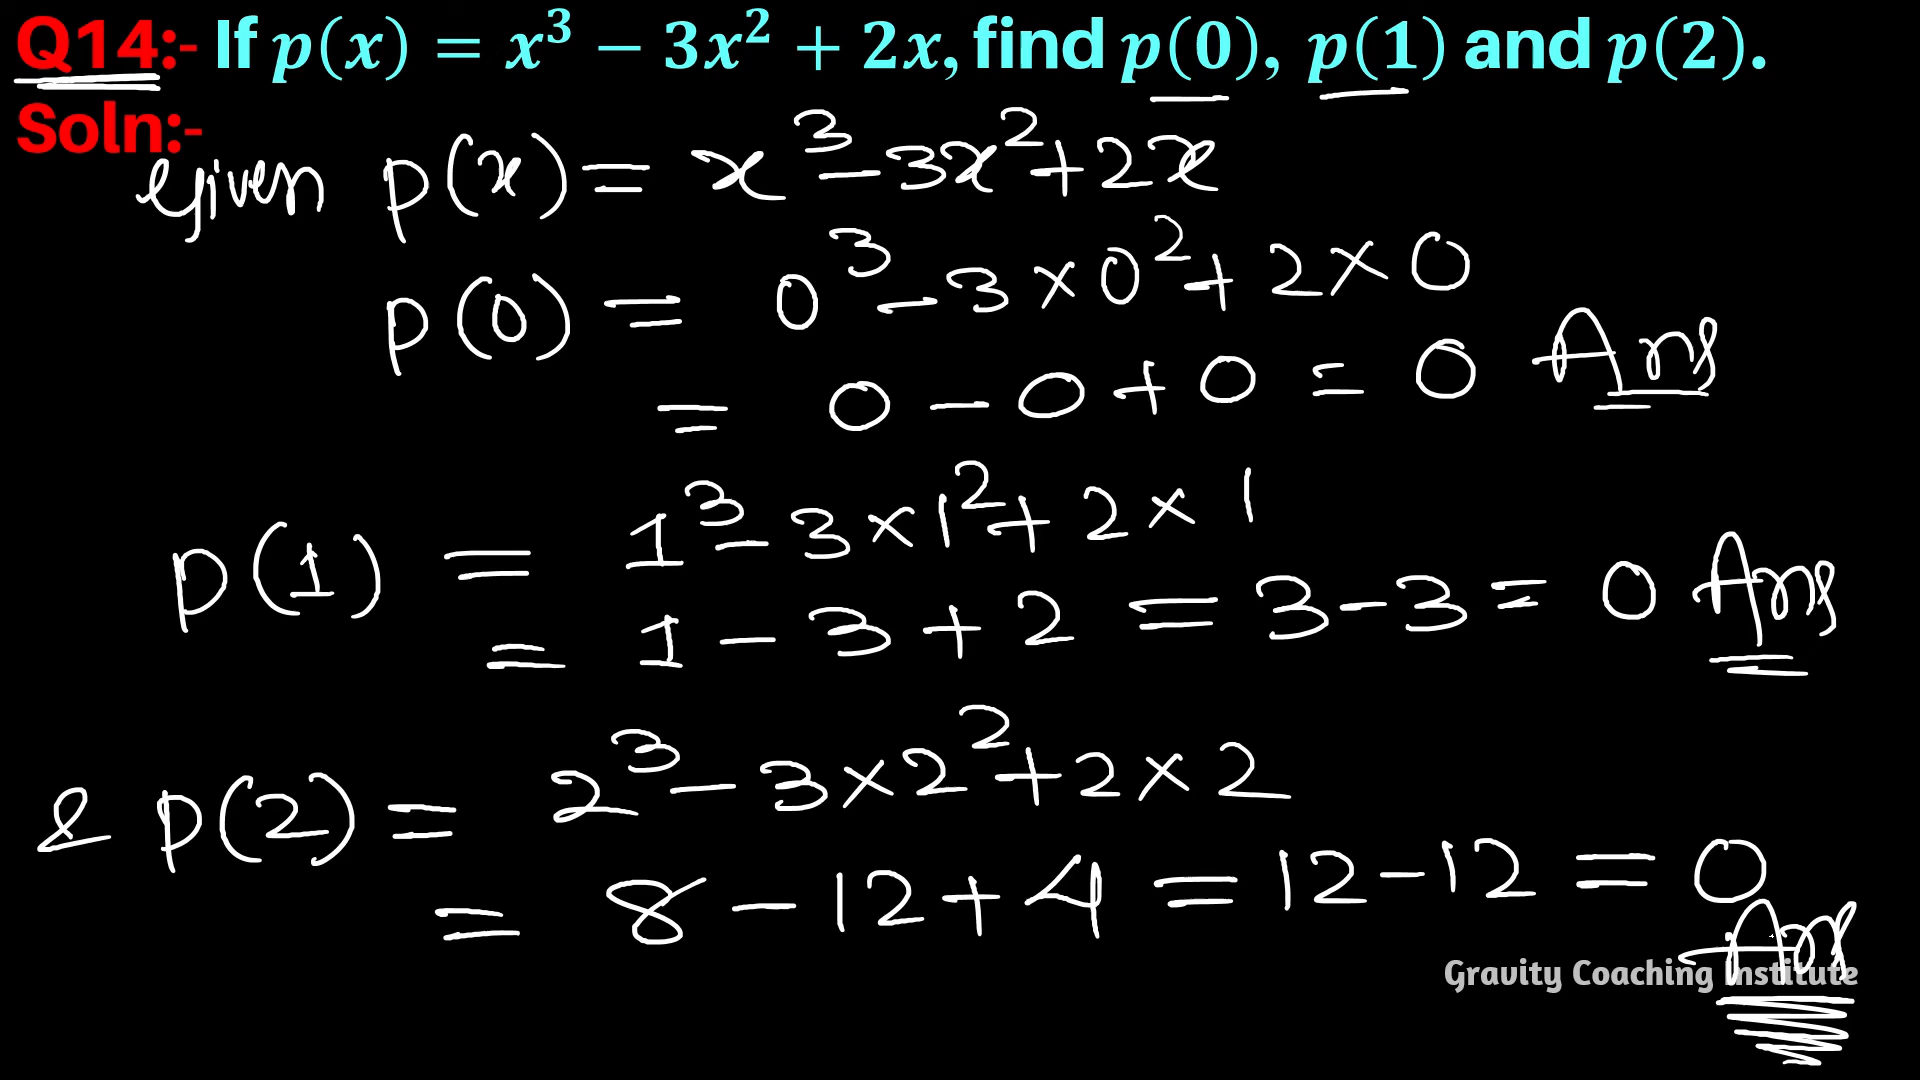 Q14:- If p(x) = x³ − 3x² + 2x, find p(0), p(1) and p(2).
Soln:-
Given p(x) = x³ − 3x² + 2x
p(0) = 0³ − 3 × 0² + 2 × 0
= 0 − 0 + 0 = 0 Ans
p(1) = 1³ − 3 × 1² + 2 × 1
= 1 − 3 + 2 = 3 − 3 = 0 Ans
& p(2) = 2³ − 3 × 2² + 2 × 2
= 8 − 12 + 4 = 12 − 12 = 0
Ans
Gravity Coaching Institute